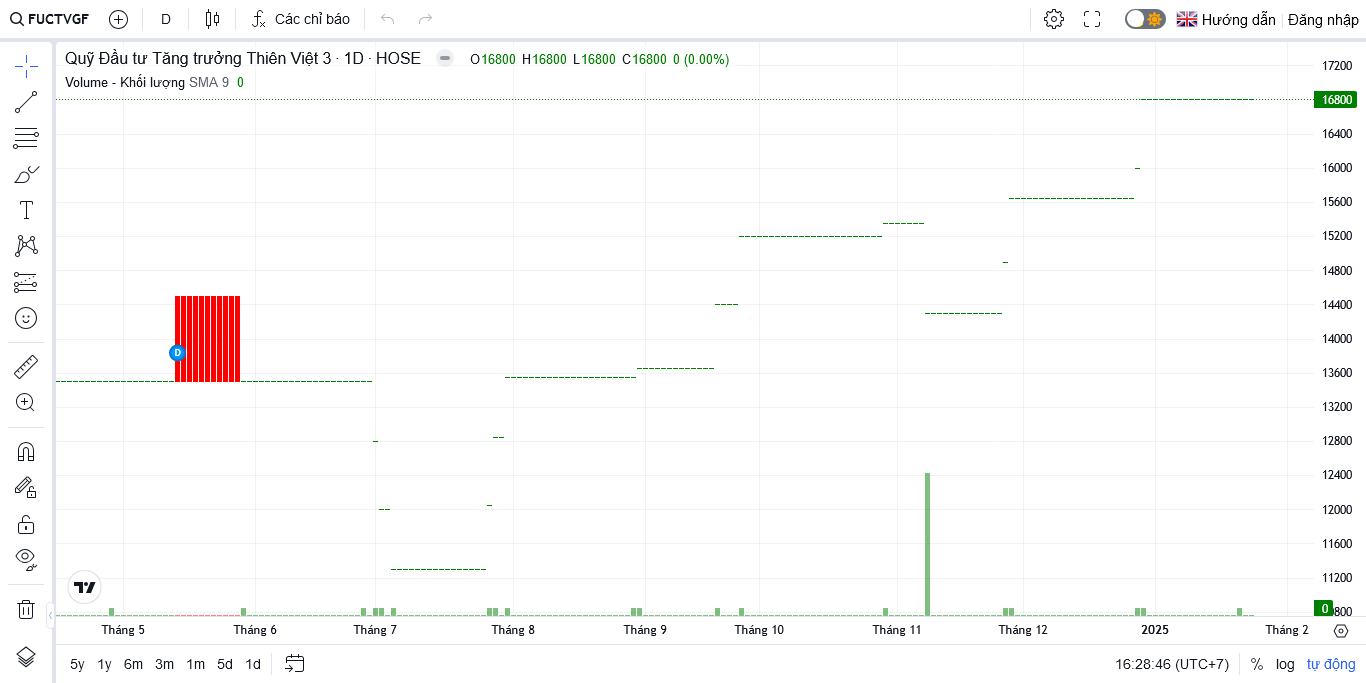 FUCTVGF D Các chỉ báo Hướng dẫn Đăng nhập
Quỹ Đầu tư Tăng trưởng Thiên Việt 3 · 1D · HOSE O16800 H16800 L16800 C16800 0 (0.00%)
Volume - Khối lượng SMA 9 0
17200
16800
16400
16000
15600
15200
14800
14400
14000
D
13600
13200
12800
12400
12000
11600
11200
0 800
Tháng 5 Tháng 6 Tháng 7 Tháng 8 Tháng 9 Tháng 10 Tháng 11 Tháng 12 2025 Tháng 2
5y 1y 6m 3m 1m 5d 1d 16:28:46 (UTC+7) % log tự động